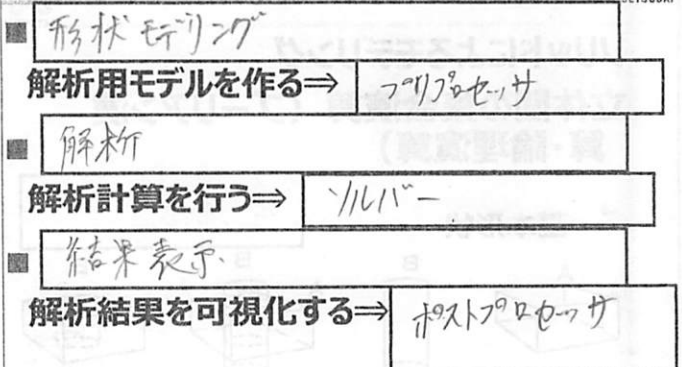 ■ 形状モデリング
解析用モデルを作る⇒ プリプロセッサ
■ 解析
解析計算を行う⇒ ソルバー
■ 結果表示
解析結果を可視化する⇒ ポストプロセッサ